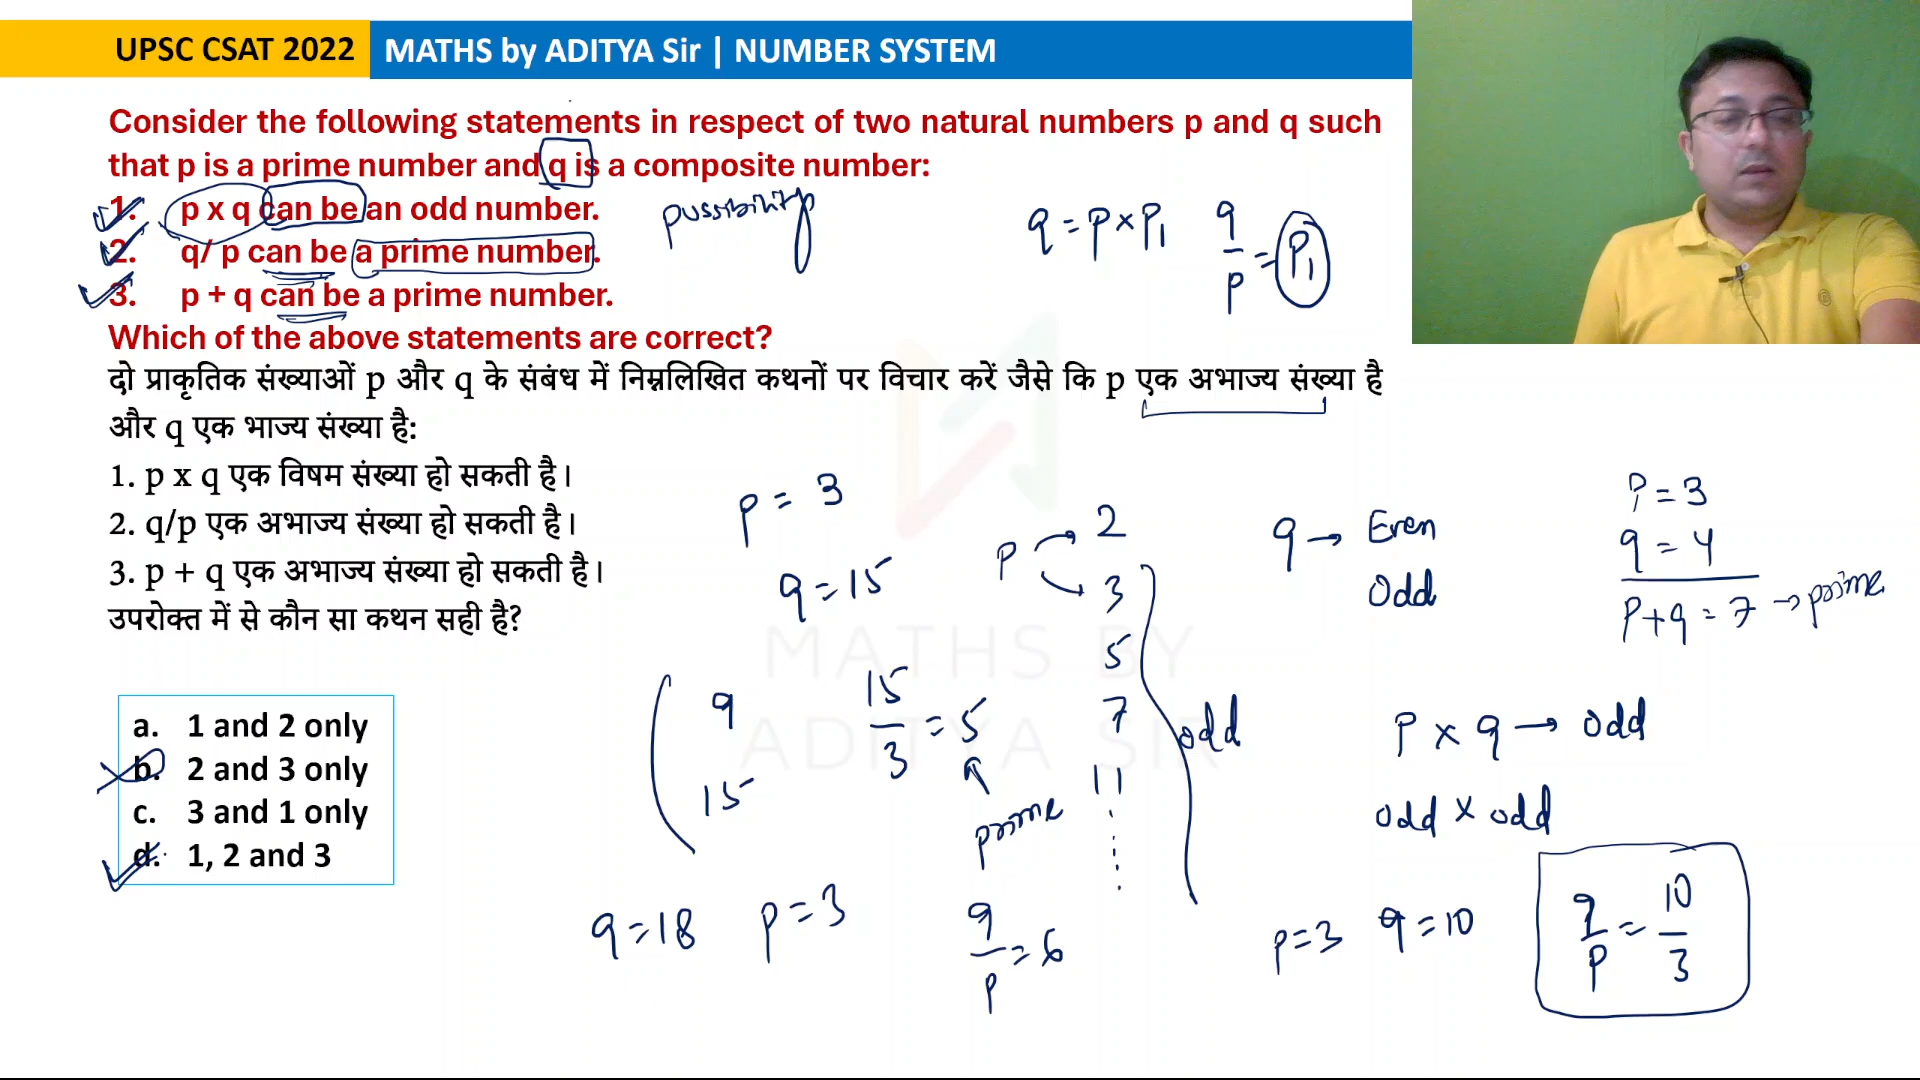 UPSC CSAT 2022 MATHS by ADITYA Sir | NUMBER SYSTEM
Consider the following statements in respect of two natural numbers p and q such
that p is a prime number and q is a composite number:
1. p x q can be an odd number.
2. q/ p can be a prime number.
3. p + q can be a prime number.
Which of the above statements are correct?
pussibility
q = p × P1
q/p = P1
दो प्राकृतिक संख्याओं p और q के संबंध में निम्नलिखित कथनों पर विचार करें जैसे कि p एक अभाज्य संख्या है
और q एक भाज्य संख्या है:
1. p x q एक विषम संख्या हो सकती है।
2. q/p एक अभाज्य संख्या हो सकती है।
3. p + q एक अभाज्य संख्या हो सकती है।
उपरोक्त में से कौन सा कथन सही है?
a. 1 and 2 only
b. 2 and 3 only
c. 3 and 1 only
d. 1, 2 and 3
p = 3
q = 15
9
15
15/3 = 5
prime
p
2
3
5
7
11
odd
q → Even
Odd
P = 3
q = 4
P+q = 7 → prime
P x q → odd
odd x odd
q = 18 p = 3
q/p = 6
p = 3 q = 10
q/p = 10/3
MATHS BY
ADITYA SIR